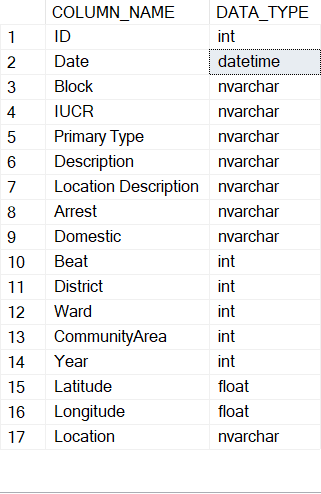 COLUMN_NAME DATA_TYPE
1 ID int
2 Date datetime
3 Block nvarchar
4 IUCR nvarchar
5 Primary Type nvarchar
6 Description nvarchar
7 Location Description nvarchar
8 Arrest nvarchar
9 Domestic nvarchar
10 Beat int
11 District int
12 Ward int
13 CommunityArea int
14 Year int
15 Latitude float
16 Longitude float
17 Location nvarchar